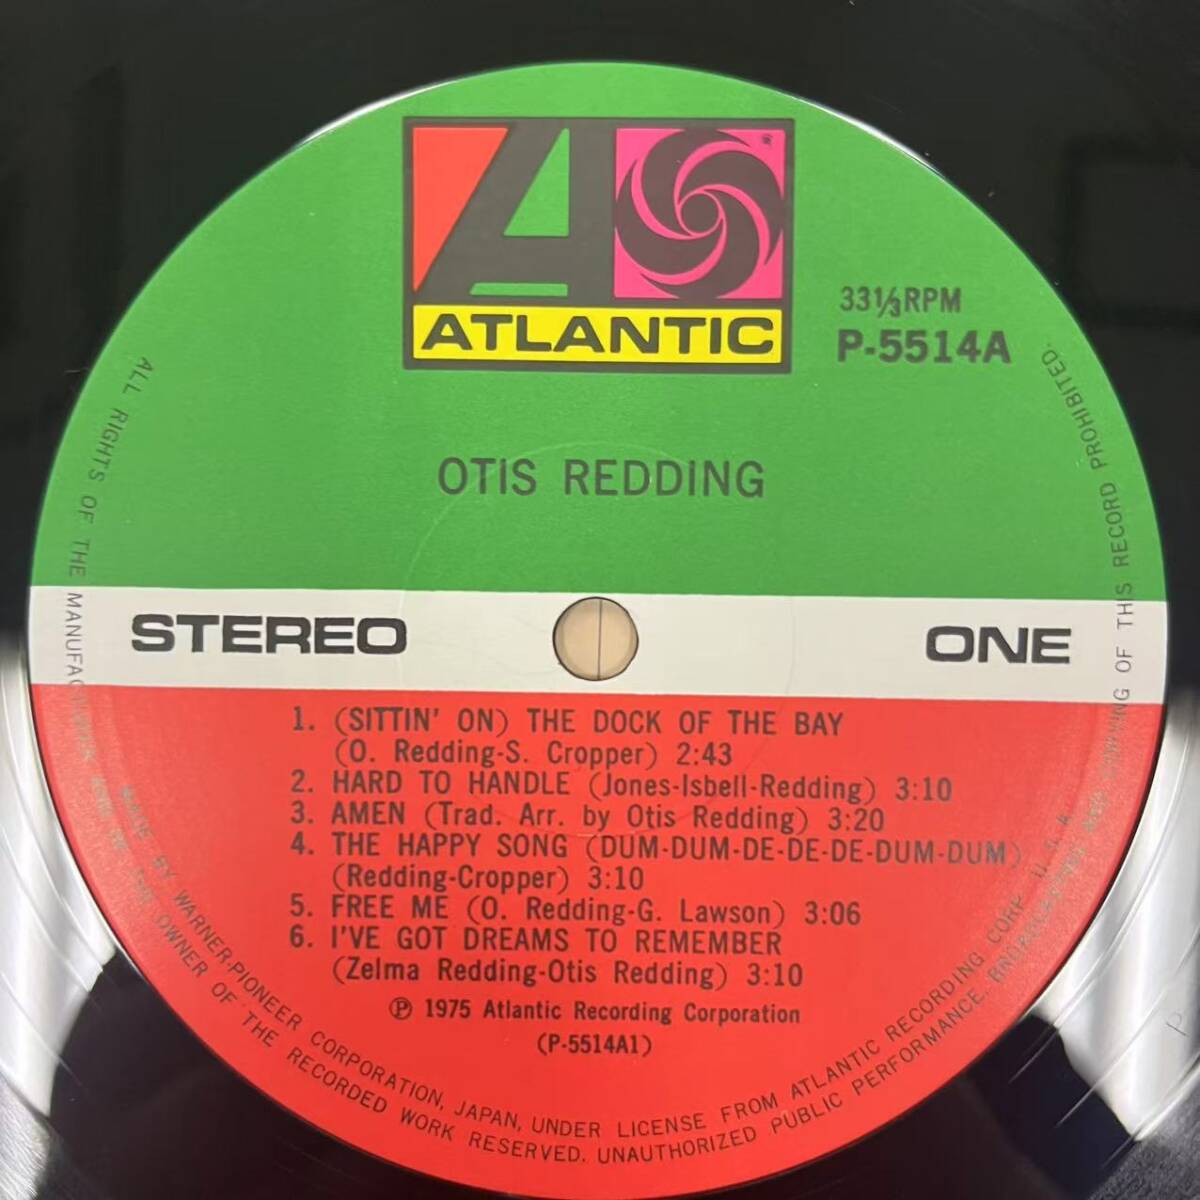 ATLANTIC
33 1/3 RPM
P-5514A
OTIS REDDING
STEREO
ONE
1. (SITTIN' ON) THE DOCK OF THE BAY
(O. Redding-S. Cropper) 2:43
2. HARD TO HANDLE (Jones-Isbell-Redding) 3:10
3. AMEN (Trad. Arr. by Otis Redding) 3:20
4. THE HAPPY SONG (DUM-DUM-DE-DE-DE-DUM-DUM)
(Redding-Cropper) 3:10
5. FREE ME (O. Redding-G. Lawson) 3:06
6. I'VE GOT DREAMS TO REMEMBER
(Zelma Redding-Otis Redding) 3:10
℗ 1975 Atlantic Recording Corporation
(P-5514A1)
MADE BY WARNER-PIONEER CORPORATION, JAPAN, UNDER LICENSE FROM ATLANTIC RECORDING CORP. U.S.A.
ALL RIGHTS OF THE MANUFACTURER AND OF THE OWNER OF THE RECORDED WORK RESERVED. UNAUTHORIZED PUBLIC PERFORMANCE, BROADCASTING AND COPYING OF THIS RECORD PROHIBITED.